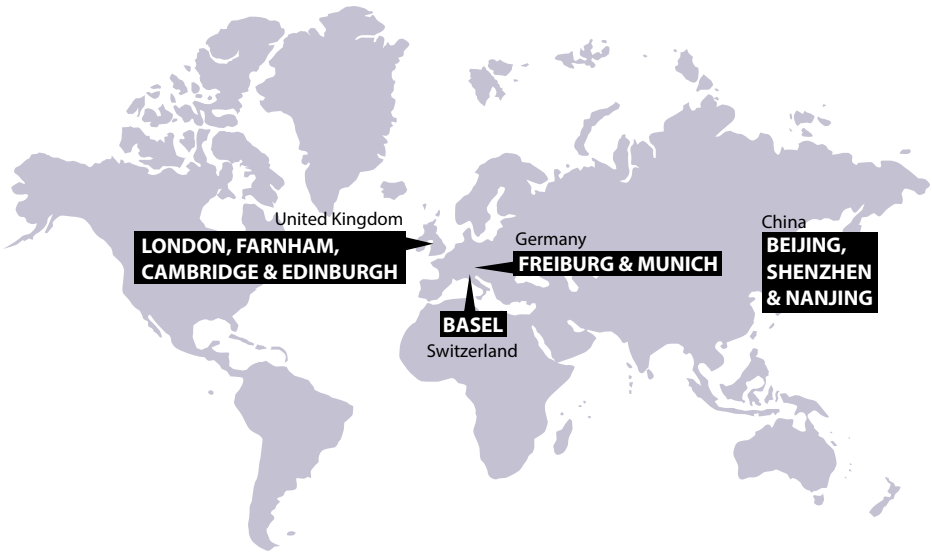 United Kingdom
LONDON, FARNHAM,
CAMBRIDGE & EDINBURGH
Germany
FREIBURG & MUNICH
China
BEIJING,
SHENZHEN
& NANJING
BASEL
Switzerland